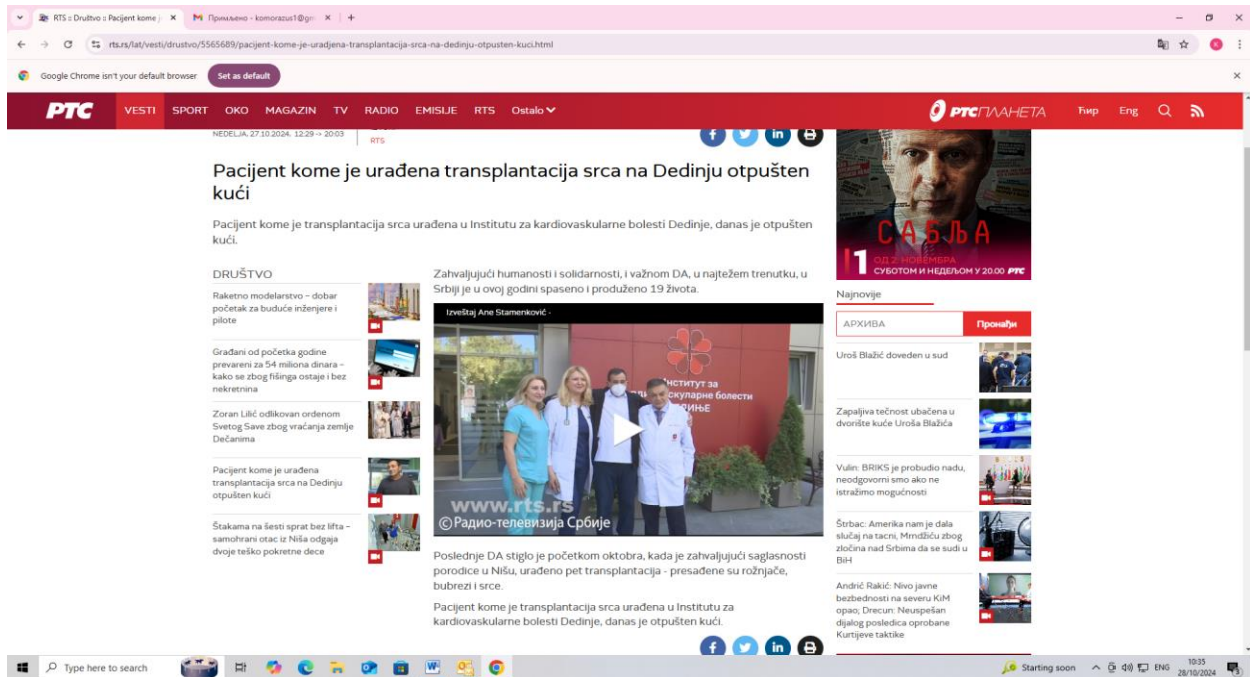 RTS :: Društvo :: Pacijent kome j
Примљено - komorazus1@gm
rts.rs/lat/vesti/drustvo/5565689/pacijent-kome-je-uradjena-transplantacija-srca-na-dedinju-otpusten-kuci.html
Google Chrome isn't your default browser
Set as default
РТС
VESTI SPORT OKO MAGAZIN TV RADIO EMISIJE RTS Ostalo
РТС ПЛАНЕТА
Ћир Eng
NEDELJA, 27.10.2024, 12:29 -> 20:03
RTS
Pacijent kome je urađena transplantacija srca na Dedinju otpušten
kući
Pacijent kome je transplantacija srca urađena u Institutu za kardiovaskularne bolesti Dedinje, danas je otpušten
kući.
DRUŠTVO
Raketno modelarstvo – dobar
početak za buduće inženjere i
pilote
Građani od početka godine
prevareni za 54 miliona dinara –
kako se zbog fišinga ostaje i bez
nekretnina
Zoran Lilić odlikovan ordenom
Svetog Save zbog vraćanja zemlje
Dečanima
Pacijent kome je urađena
transplantacija srca na Dedinju
otpušten kući
Štakama na šesti sprat bez lifta –
samohrani otac iz Niša odgaja
dvoje teško pokretne dece
Zahvaljujući humanosti i solidarnosti, i važnom DA, u najtežem trenutku, u
Srbiji je u ovoj godini spaseno i produženo 19 života.
Izveštaj Ane Stamenković -
Институт за
скуларне болести
www.rts.rs
©Радио-телевизија Србије
Poslednje DA stiglo je početkom oktobra, kada je zahvaljujući saglasnosti
porodice u Nišu, urađeno pet transplantacija - presađene su rožnjače,
bubrezi i srce.
Pacijent kome je transplantacija srca urađena u Institutu za
kardiovaskularne bolesti Dedinje, danas je otpušten kući.
САБЉА
1
ОД 2. НОВЕМБРА
СУБОТОМ И НЕДЕЉОМ У 20.00 РТС
Najnovije
АРХИВА
Пронађи
Uroš Blažić doveden u sud
Zapaljiva tečnost ubačena u
dvorište kuće Uroša Blažića
Vulin: BRIKS je probudio nadu,
neodgovorni smo ako ne
istražimo mogućnosti
Štrbac: Amerika nam je dala
slučaj na tacni, Mrndžiću zbog
zločina nad Srbima da se sudi u
BiH
Andrić Rakić: Nivo javne
bezbednosti na severu KiM
opao; Drecun: Neuspešan
dijalog posledica oprobane
Kurtijeve taktike
Type here to search
Starting soon
ENG
10:35
28/10/2024